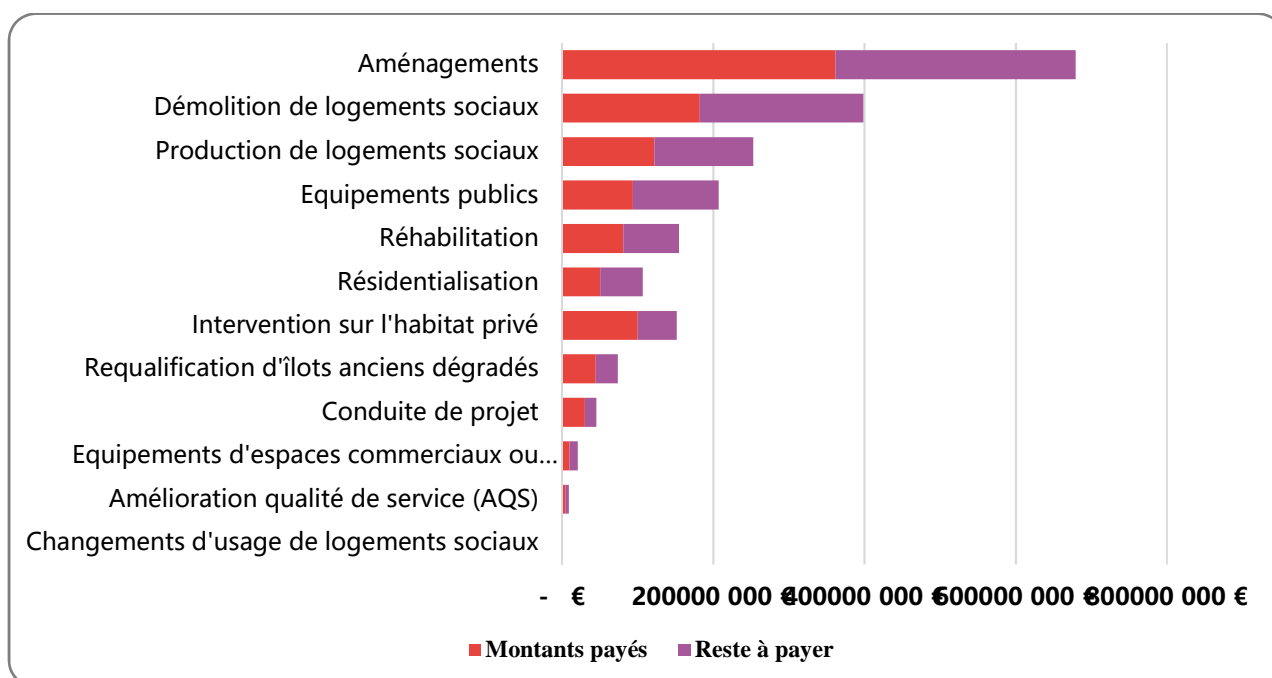 Aménagements
Démolition de logements sociaux
Production de logements sociaux
Equipements publics
Réhabilitation
Résidentialisation
Intervention sur l'habitat privé
Requalification d'îlots anciens dégradés
Conduite de projet
Equipements d'espaces commerciaux ou...
Amélioration qualité de service (AQS)
Changements d'usage de logements sociaux
- € 200000 000 € 400000 000 € 600000 000 € 800000 000 €
Montants payés Reste à payer